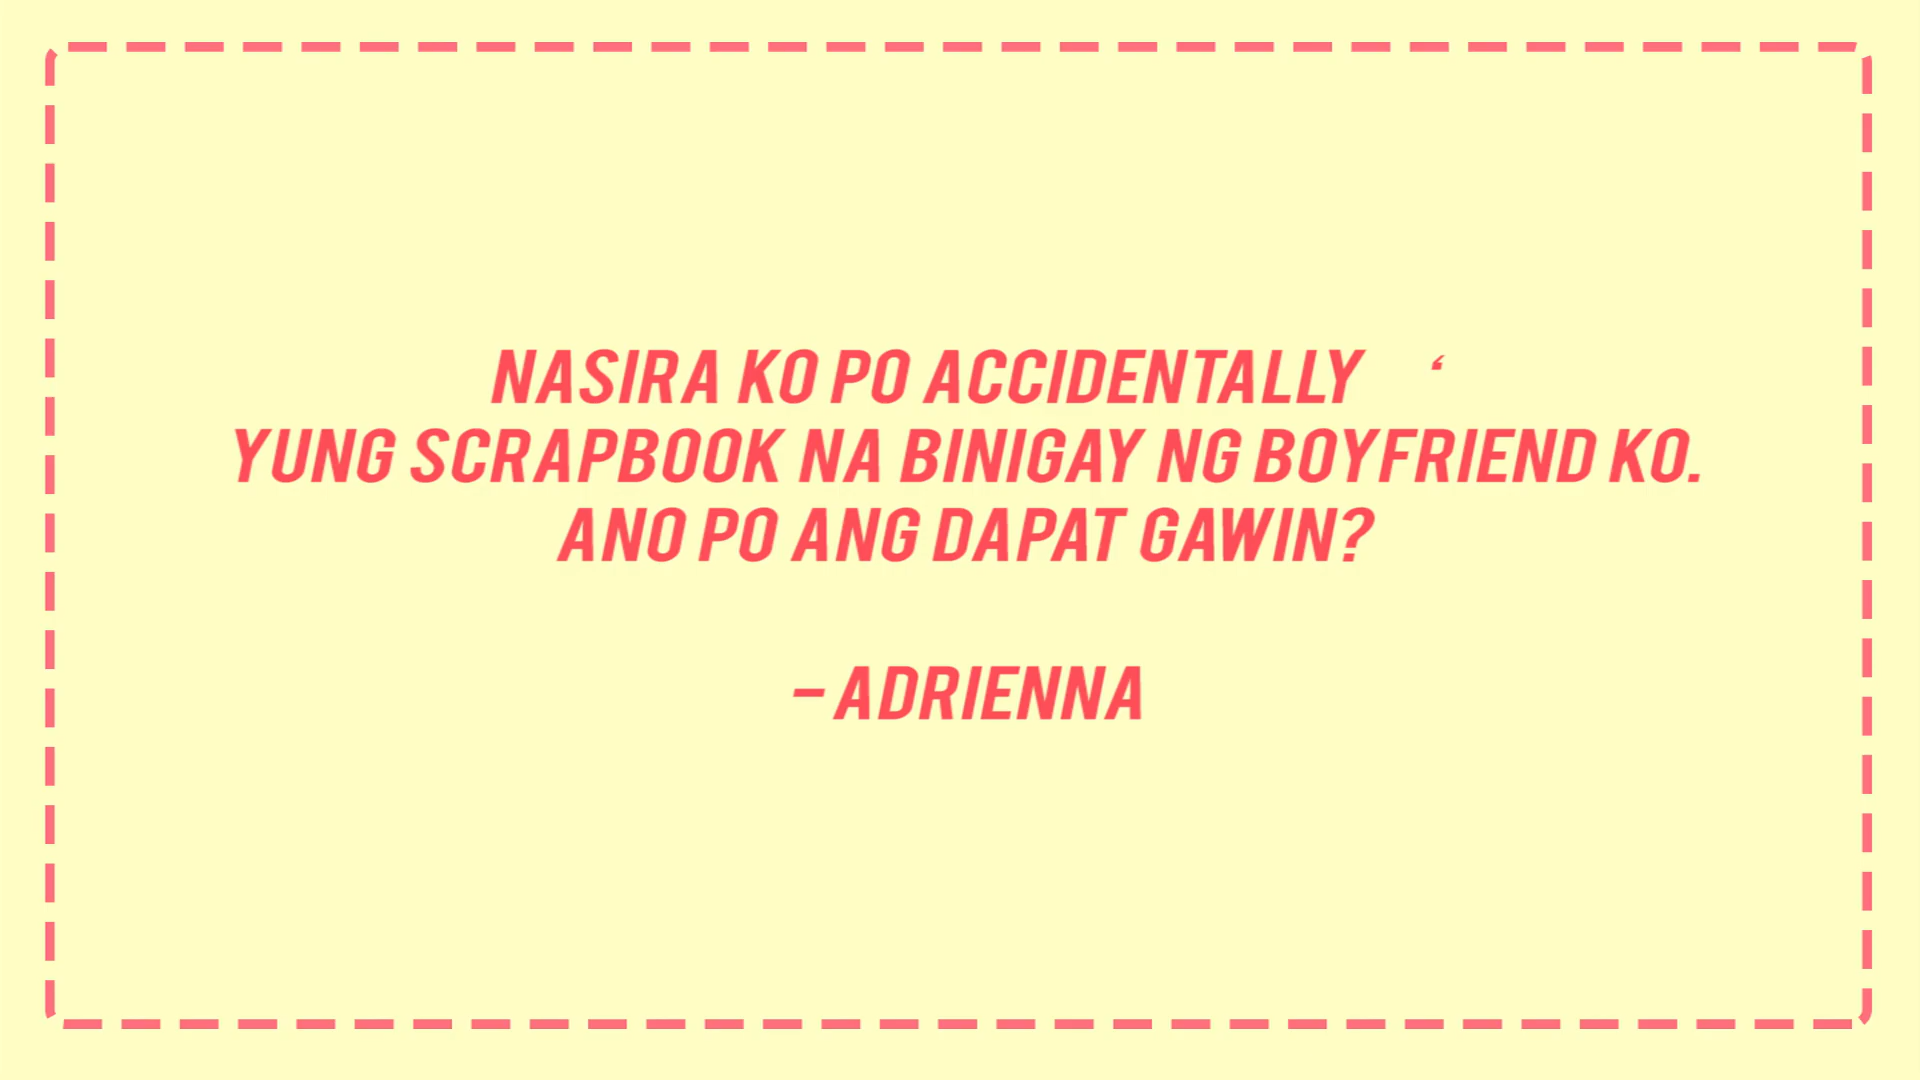 NASIRA KO PO ACCIDENTALLY ‘
YUNG SCRAPBOOK NA BINIGAY NG BOYFRIEND KO.
ANO PO ANG DAPAT GAWIN?
– ADRIENNA